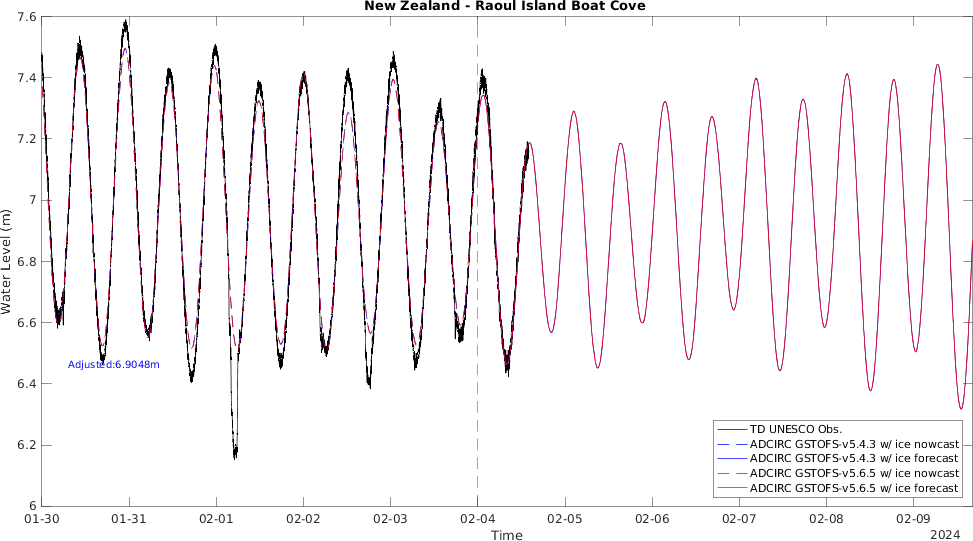 New Zealand - Raoul Island Boat Cove
7.6
7.4
7.2
7
6.8
6.6
6.4
6.2
6
Water Level (m)
Adjusted:6.9048m
TD UNESCO Obs.
ADCIRC GSTOFS-v5.4.3 w/ ice nowcast
ADCIRC GSTOFS-v5.4.3 w/ ice forecast
ADCIRC GSTOFS-v5.6.5 w/ ice nowcast
ADCIRC GSTOFS-v5.6.5 w/ ice forecast
01-30 01-31 02-01 02-02 02-03 02-04 02-05 02-06 02-07 02-08 02-09
Time
2024